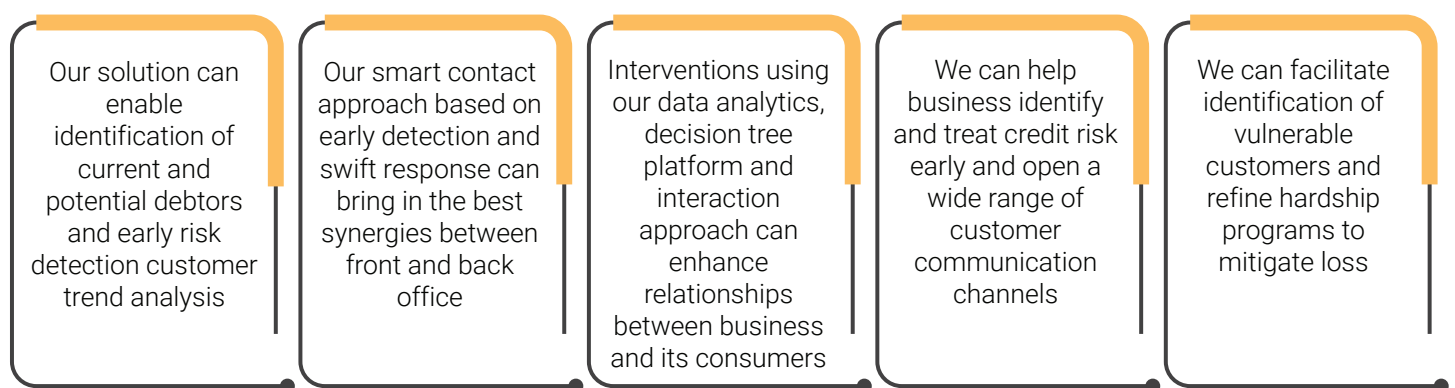 Our solution can
enable
identification of
current and
potential debtors
and early risk
detection customer
trend analysis
Our smart contact
approach based on
early detection and
swift response can
bring in the best
synergies between
front and back
office
Interventions using
our data analytics,
decision tree
platform and
interaction
approach can
enhance
relationships
between business
and its consumers
We can help
business identify
and treat credit risk
early and open a
wide range of
customer
communication
channels
We can facilitate
identification of
vulnerable
customers and
refine hardship
programs to
mitigate loss